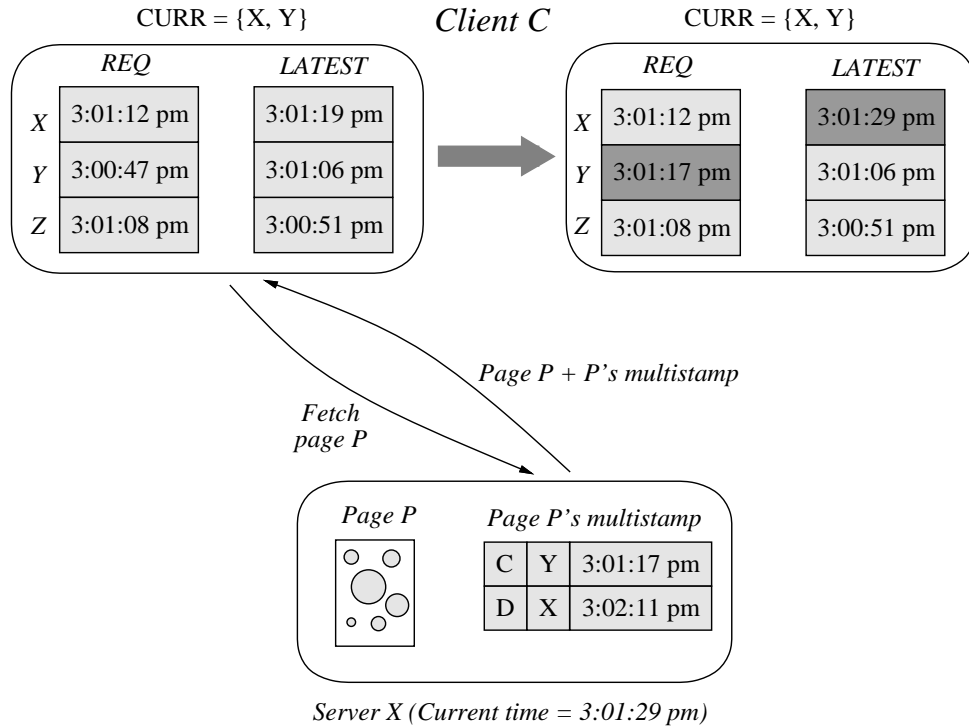 CURR = {X, Y}
Client C
CURR = {X, Y}
REQ
LATEST
X
3:01:12 pm
3:01:19 pm
Y
3:00:47 pm
3:01:06 pm
Z
3:01:08 pm
3:00:51 pm
REQ
LATEST
X
3:01:12 pm
3:01:29 pm
Y
3:01:17 pm
3:01:06 pm
Z
3:01:08 pm
3:00:51 pm
Page P + P's multistamp
Fetch
page P
Page P
Page P's multistamp
C Y 3:01:17 pm
D X 3:02:11 pm
Server X (Current time = 3:01:29 pm)